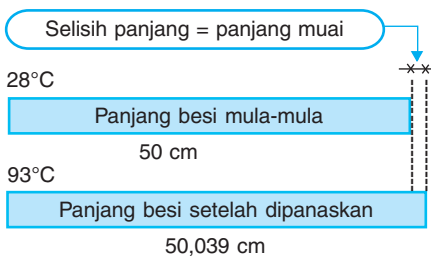 Selisih panjang = panjang muai
28°C
Panjang besi mula-mula
50 cm
93°C
Panjang besi setelah dipanaskan
50,039 cm